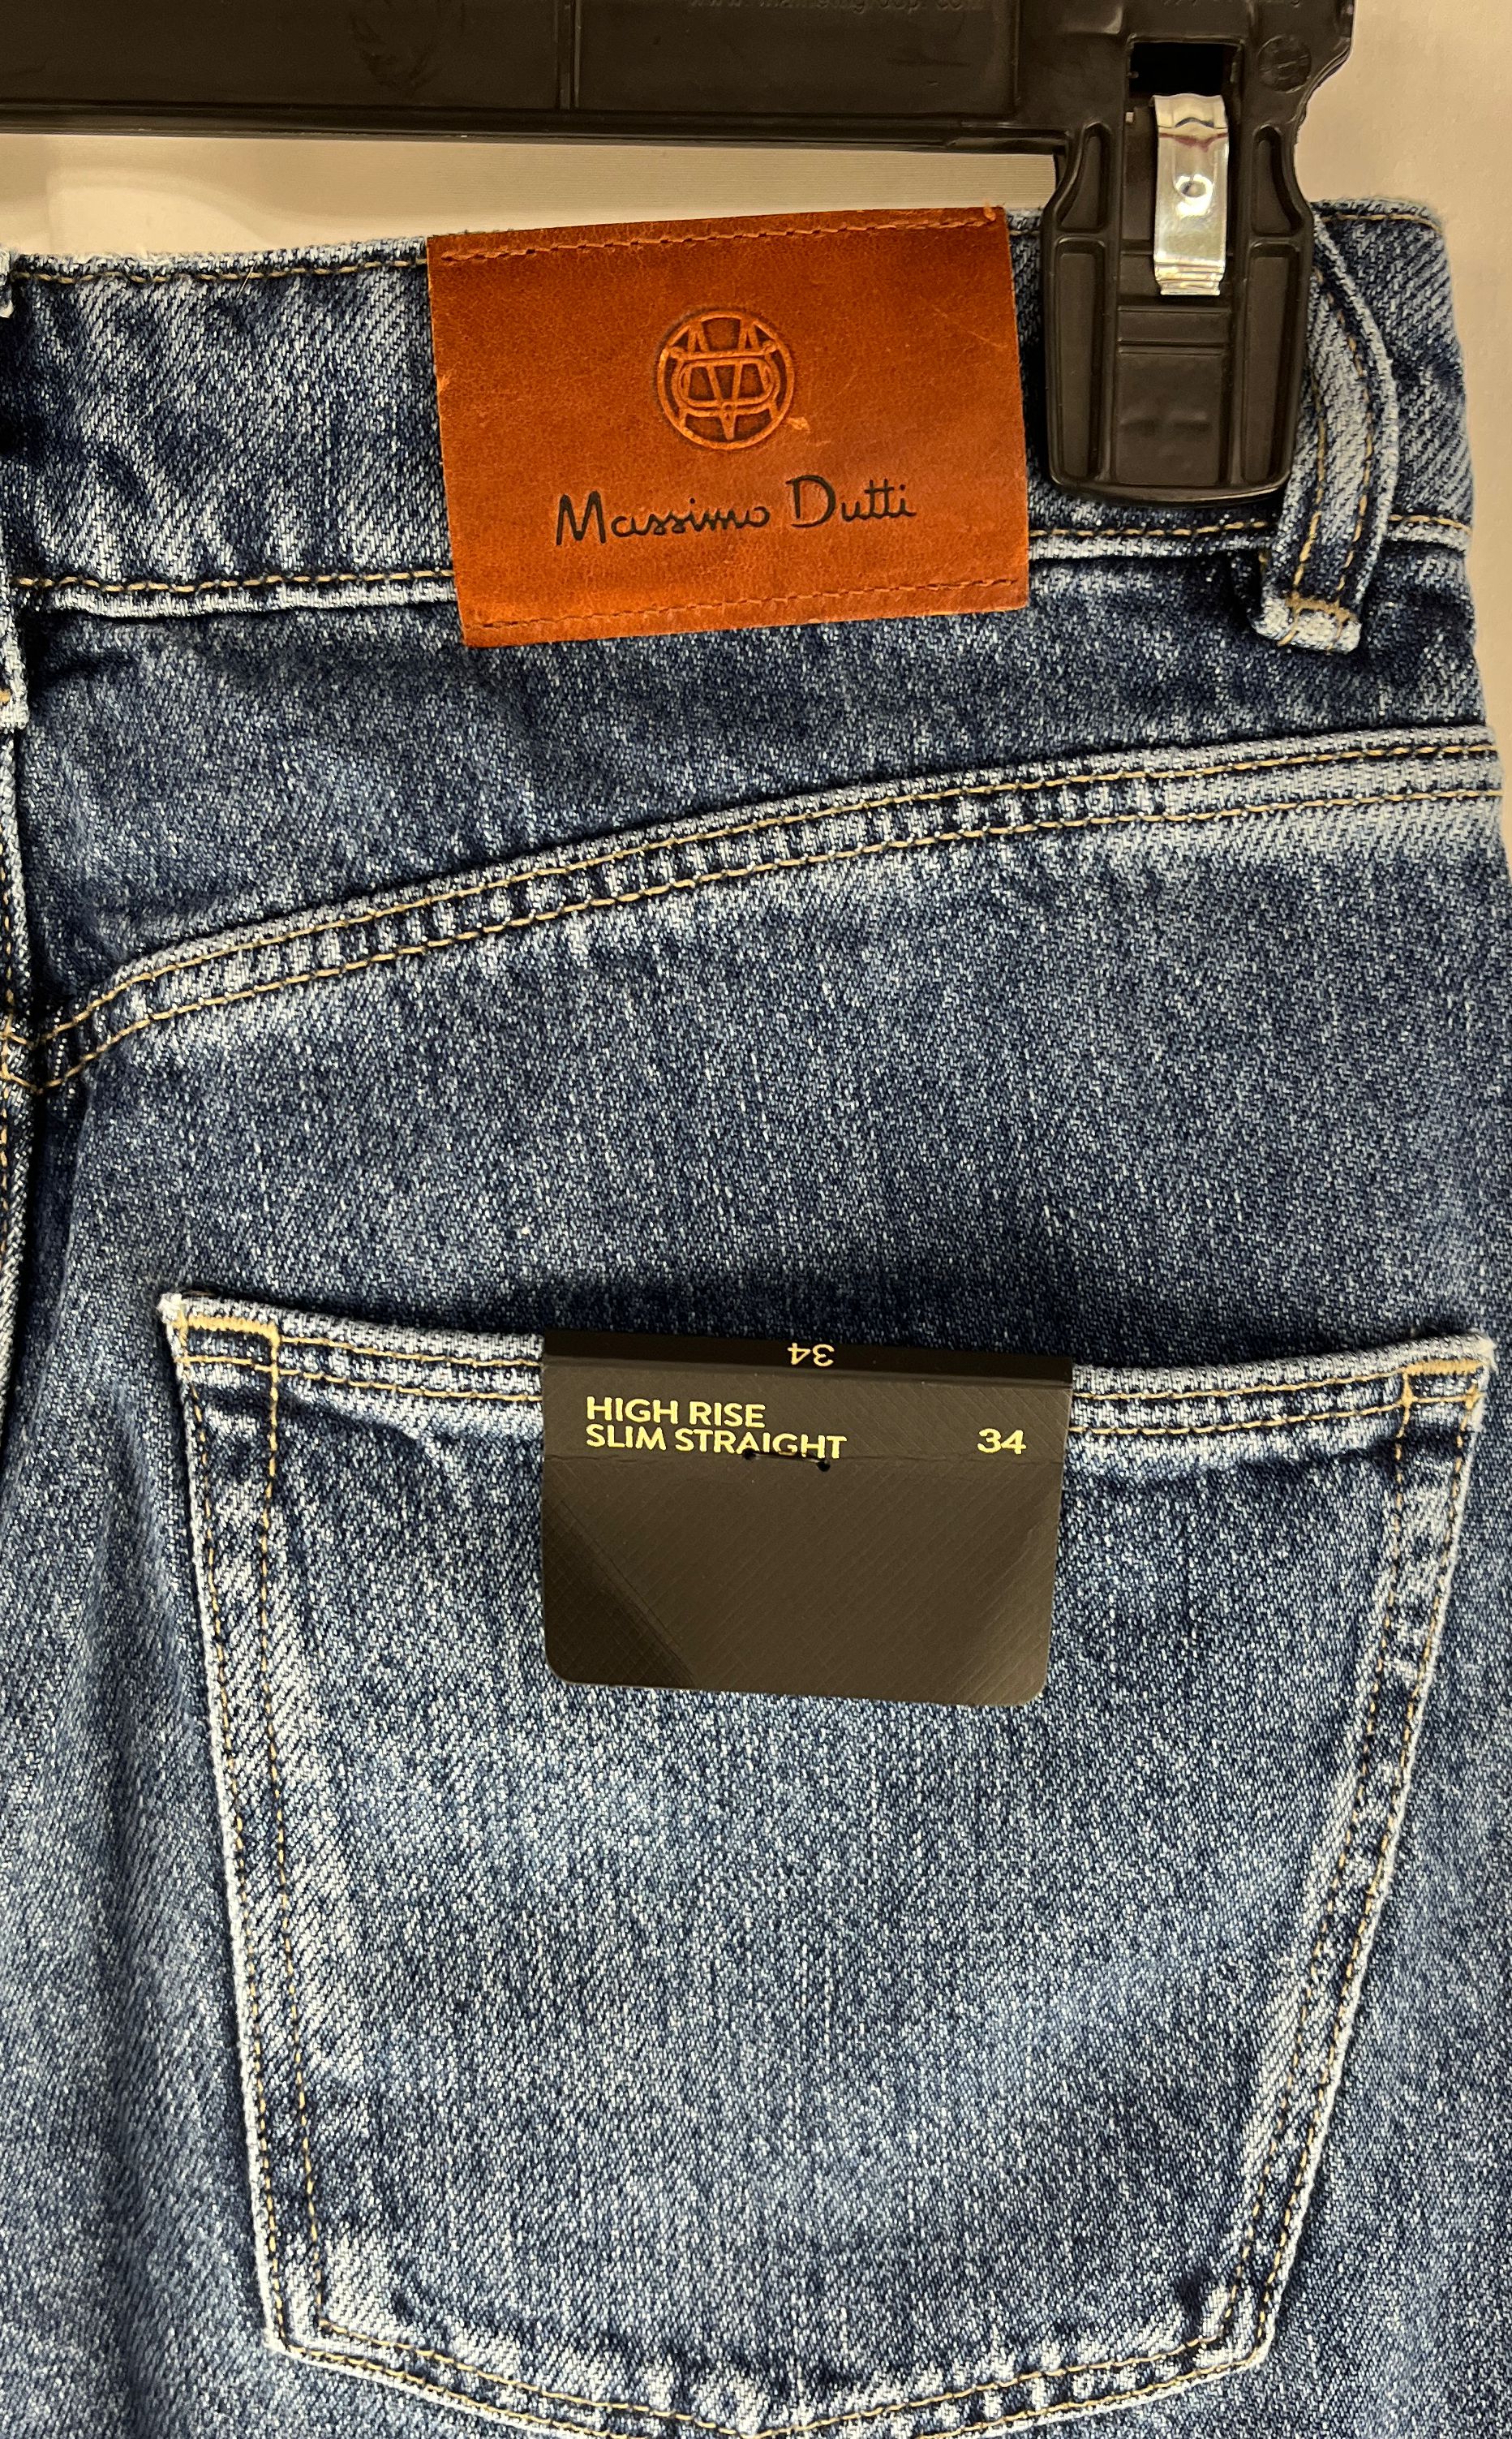 Massimo Dutti
34
HIGH RISE
SLIM STRAIGHT
34